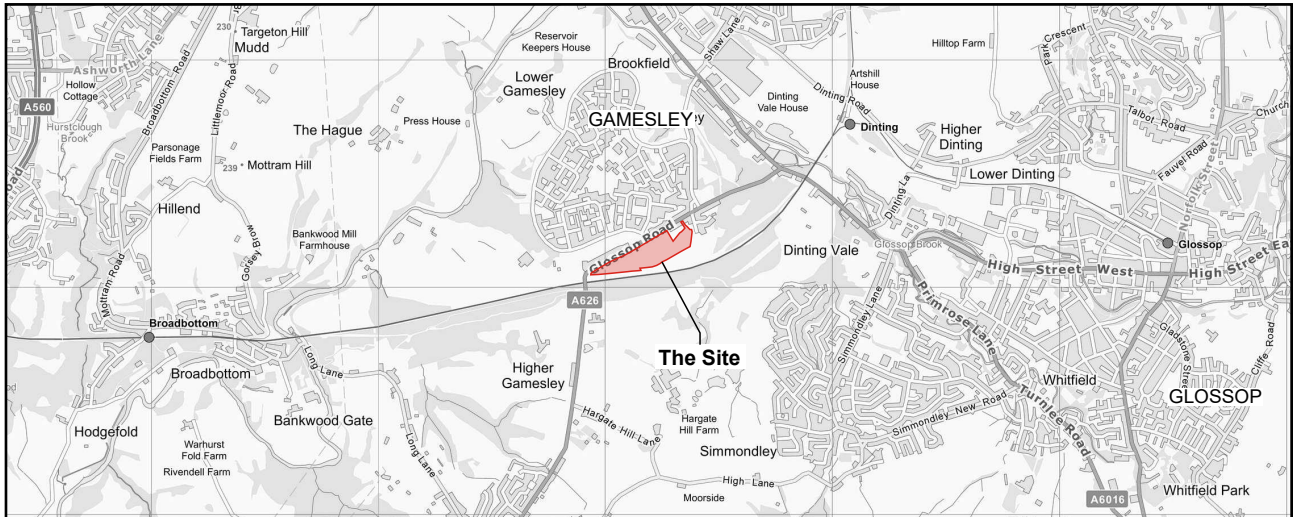 230
Targeton Hill
Mudd
Ashworth Lane
Hollow
Cottage
A560
Hurstclough
Brook
Broadbottom Road
Littlemoor Road
Parsonage
Fields Farm
239
Mottram Hill
Hillend
The Hague
Press House
Reservoir
Keepers House
Lower
Gamesley
Brookfield
GAMESLEY
Shaw Lane
Dinting
Vale House
Dinting Road
Artshill
House
Dinting
Hilltop Farm
Park Crescent
Talbot Road
Church
Fauvel Road
Norfolk Street
Higher
Dinting
Lower Dinting
Dinting La
Glossop
Road
Mottram Road
Gorsey Brow
Bankwood Mill
Farmhouse
Glossop Road
A626
Dinting Vale
Glossop Brook
High Street West
High Street Ea
Broadbottom
Broadbottom
Long Lane
The Site
Higher
Gamesley
Simmondley Lane
Primrose Lane
Gladstone Stree
Cliffe Road
Whitfield
GLOSSOP
Turnlee Road
Simmondley New Road
Hodgefold
Bankwood Gate
Warhurst
Fold Farm
Rivendell Farm
Long Lane
Hargate Hill Lane
Hargate
Hill Farm
Simmondley
High Lane
Moorside
A6016
Whitfield Park